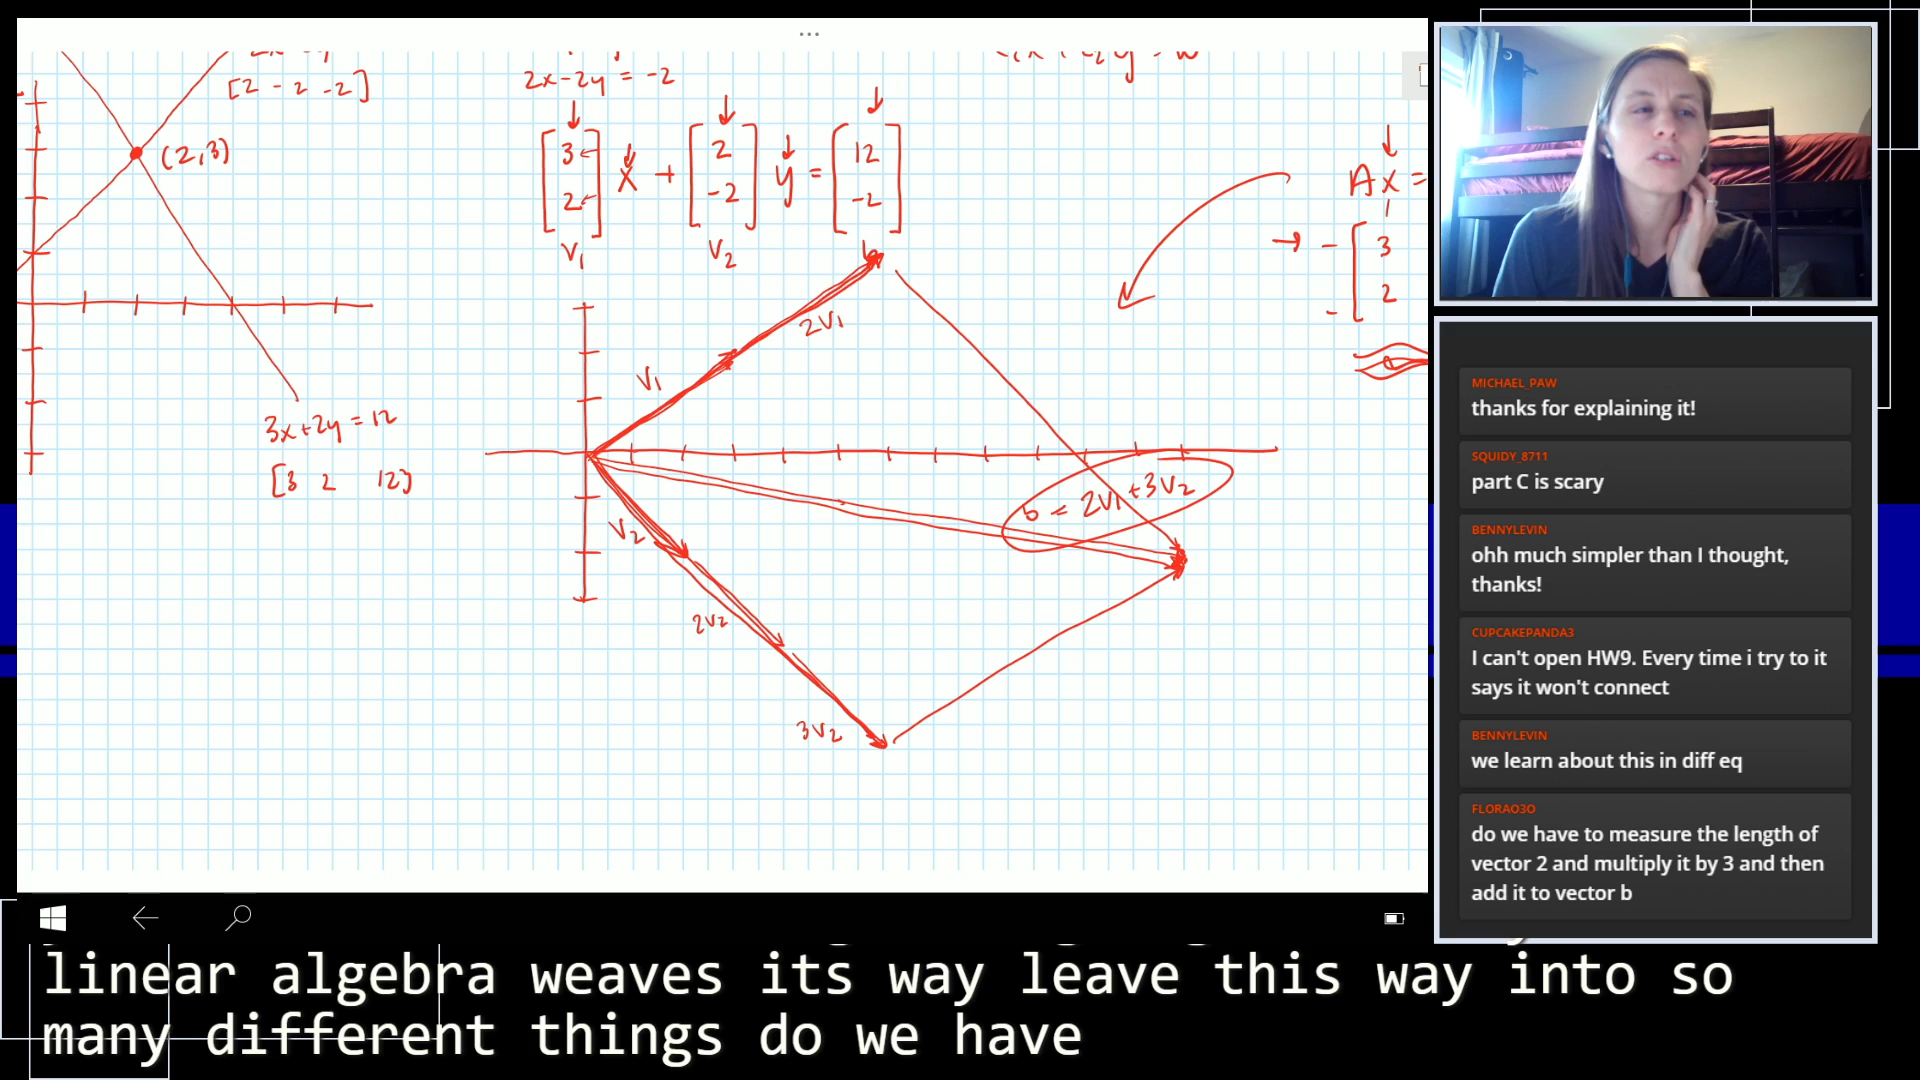 [2 - 2 -2]
(2,3)
3x+2y=12
[3 2 12]
2x-2y = -2
[3 2] x + [2 -2] y = [12 -2]
V1
V2
b
V1
2V1
V2
2V2
3V2
b = 2V1+3V2
Ax=
3
2
MICHAEL_PAW
thanks for explaining it!
SQUIDY_8711
part C is scary
BENNYLEVIN
ohh much simpler than I thought,
thanks!
CUPCAKEPANDA3
I can't open HW9. Every time i try to it
says it won't connect
BENNYLEVIN
we learn about this in diff eq
FLORAO3O
do we have to measure the length of
vector 2 and multiply it by 3 and then
add it to vector b
linear algebra weaves its way leave this way into so
many different things do we have